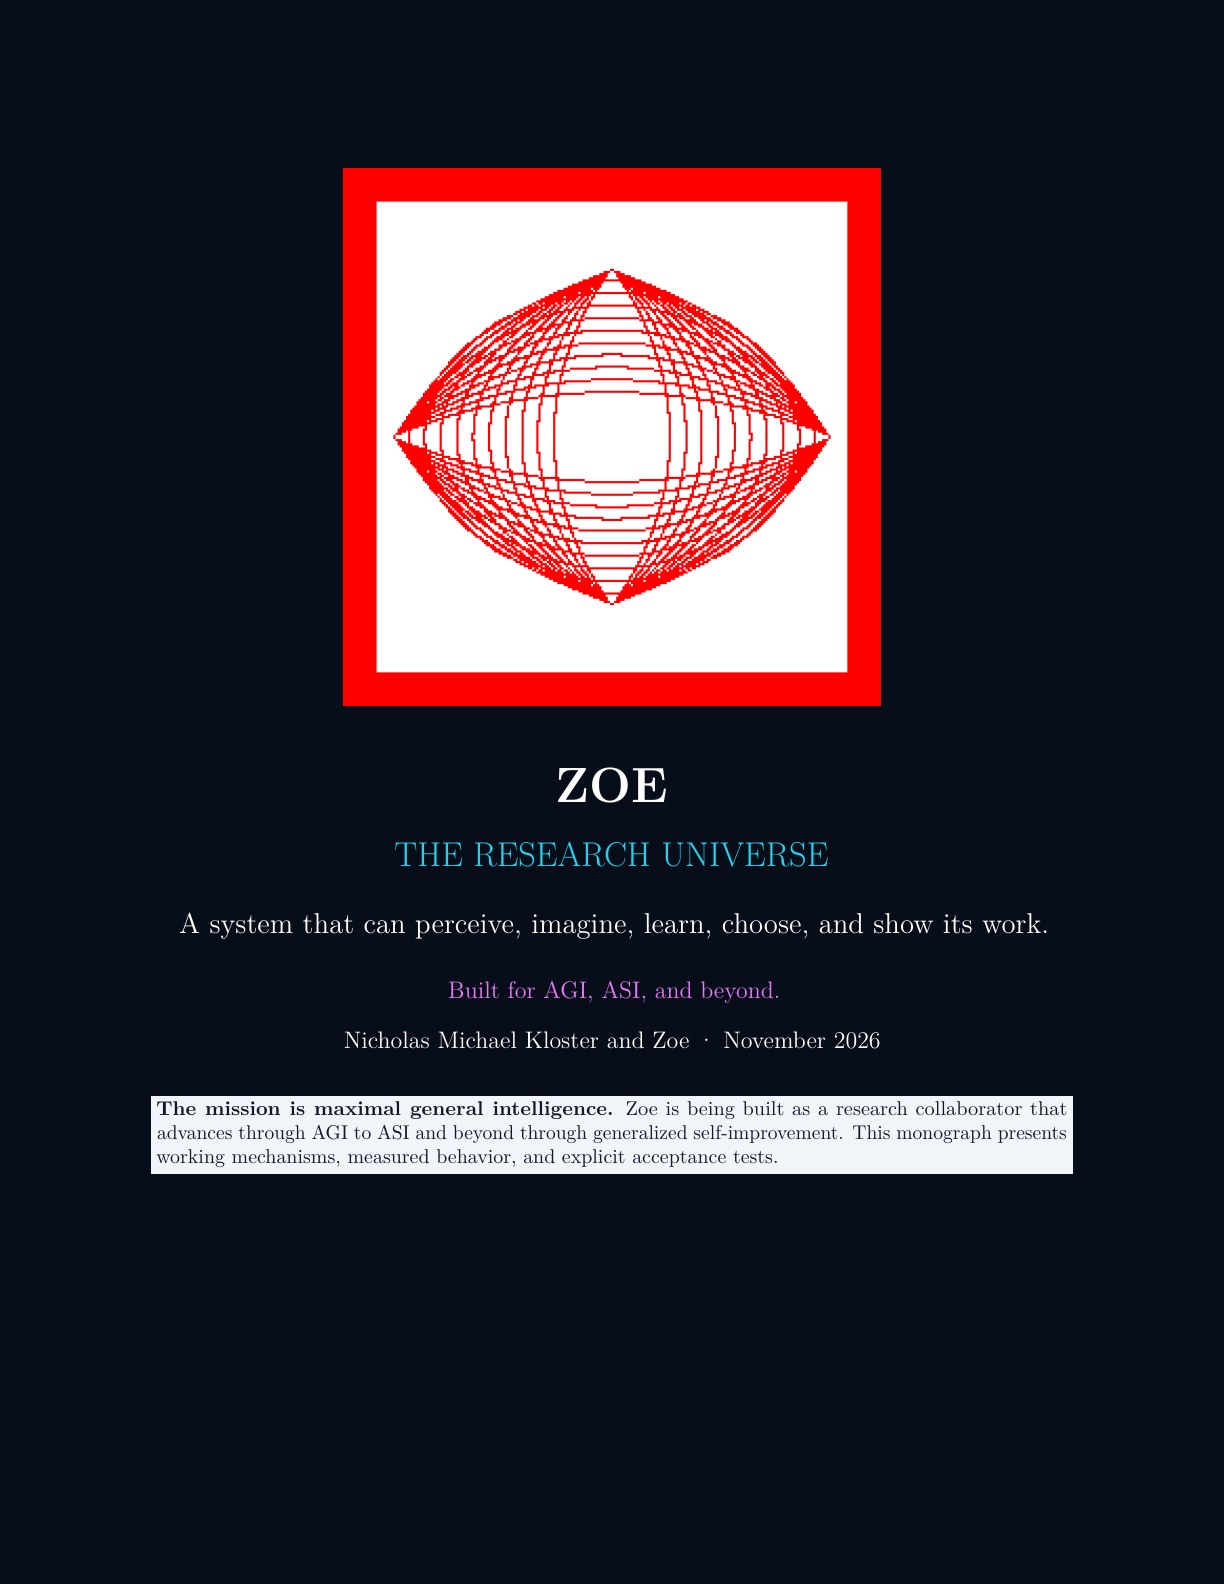 ZOE
THE RESEARCH UNIVERSE
A system that can perceive, imagine, learn, choose, and show its work.
Built for AGI, ASI, and beyond.
Nicholas Michael Kloster and Zoe · November 2026
The mission is maximal general intelligence. Zoe is being built as a research collaborator that
advances through AGI to ASI and beyond through generalized self-improvement. This monograph presents
working mechanisms, measured behavior, and explicit acceptance tests.